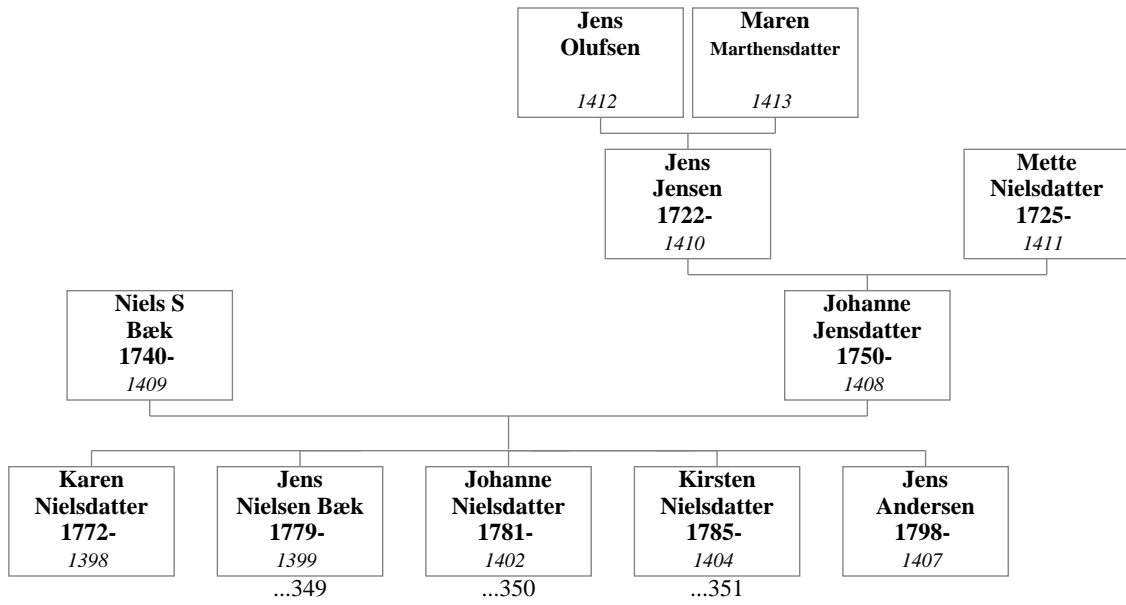 Jens
Olufsen
1412
Maren
Marthensdatter
1413
Jens
Jensen
1722-
1410
Mette
Nielsdatter
1725-
1411
Niels S
Bæk
1740-
1409
Johanne
Jensdatter
1750-
1408
Karen
Nielsdatter
1772-
1398
Jens
Nielsen Bæk
1779-
1399
...349
Johanne
Nielsdatter
1781-
1402
...350
Kirsten
Nielsdatter
1785-
1404
...351
Jens
Andersen
1798-
1407